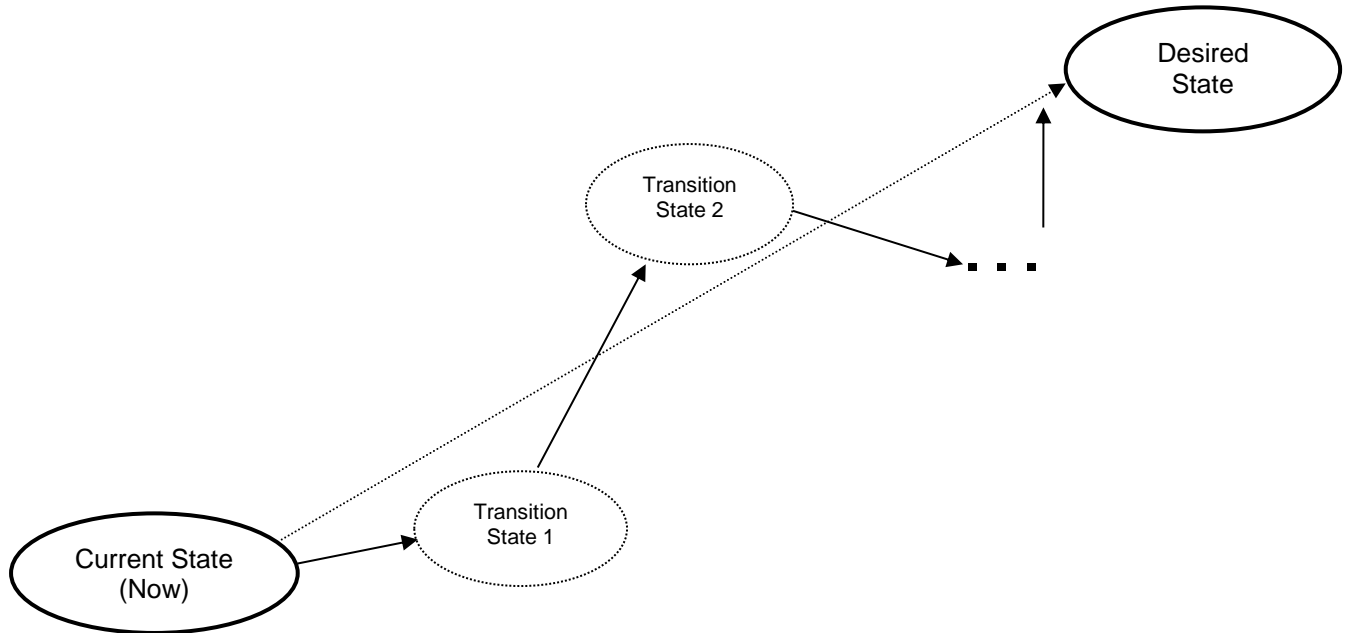 Desired
State
Transition
State 2
. . .
Transition
State 1
Current State
(Now)